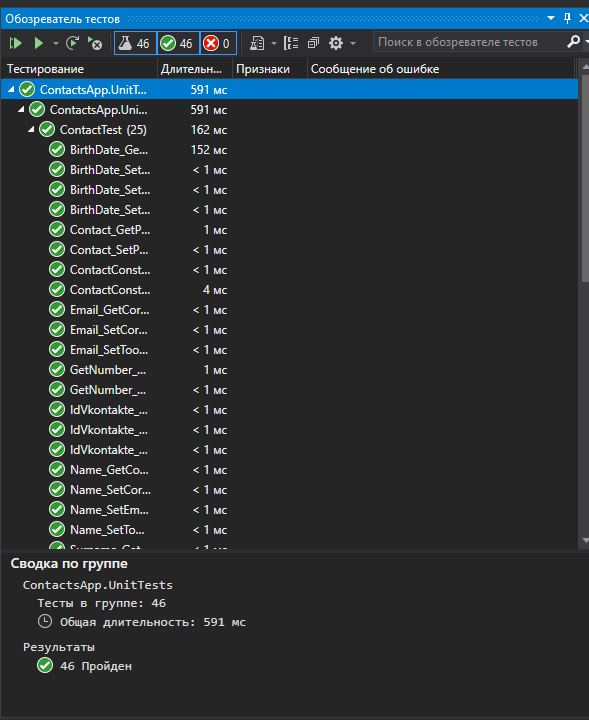 Обозреватель тестов
46 46 0 Поиск в обозревателе тестов
Тестирование Длительн... Признаки Сообщение об ошибке
ContactsApp.UnitT... 591 мс
ContactsApp.Uni... 591 мс
ContactTest (25) 162 мс
BirthDate_Ge... 152 мс
BirthDate_Set... < 1 мс
BirthDate_Set... < 1 мс
BirthDate_Set... < 1 мс
Contact_GetP... 1 мс
Contact_SetP... < 1 мс
ContactConst... < 1 мс
ContactConst... 4 мс
Email_GetCor... < 1 мс
Email_SetCor... < 1 мс
Email_SetToo... < 1 мс
GetNumber_... 1 мс
GetNumber_... < 1 мс
IdVkontakte_... < 1 мс
IdVkontakte_... < 1 мс
IdVkontakte_... < 1 мс
Name_GetCo... < 1 мс
Name_SetCor... < 1 мс
Name_SetEm... < 1 мс
Name_SetTo... < 1 мс
Сводка по группе
ContactsApp.UnitTests
Тесты в группе: 46
Общая длительность: 591 мс
Результаты
46 Пройден